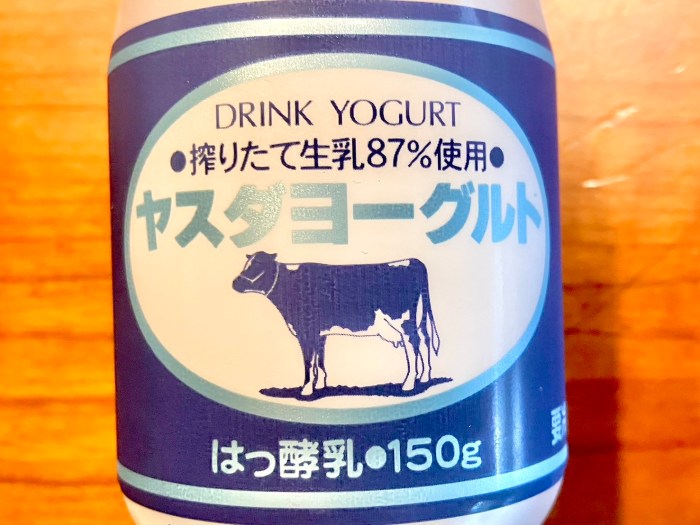 DRINK YOGURT
●搾りたて生乳87%使用●
ヤスダヨーグルト
はっ酵乳●150g